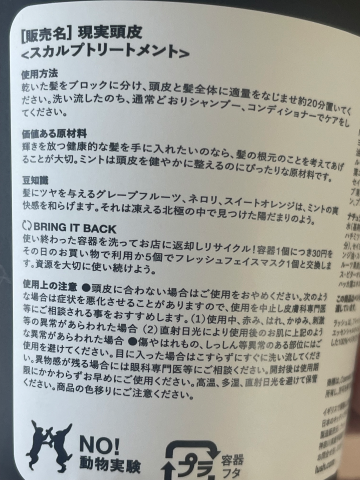 [販売名] 現実頭皮
<スカルプトリートメント>
使用方法
乾いた髪をブロックに分け、頭皮と髪全体に適量をなじませ約20分置いてく
ださい。洗い流したのち、通常どおりシャンプー、コンディショナーでケアをし
てください。
価値ある原材料
輝きを放つ健康的な髪を手に入れたいのなら、髪の根元のことを考えてあげ
ることが大切。ミントは頭皮を健やかに整えるのにぴったりな原材料です。
豆知識
髪にツヤを与えるグレープフルーツ、ネロリ、スイートオレンジは、ミントの爽
快感を和らげます。それは凍える北極の中で見つけた陽だまりのよう。
BRING IT BACK
使い終わった容器を洗ってお店に返却しリサイクル!容器1個につき30円を
その日のお買い物で利用か5個でフレッシュフェイスマスク1個と交換しま
す。資源を大切に使い続けよう。
使用上の注意 ●頭皮に合わない場合はご使用をおやめください。次のよう
な場合は症状を悪化させることがありますので、使用を中止し皮膚科専門医
等にご相談される事をおすすめします。(1)使用中、赤み、はれ、かゆみ、刺激
等の異常があらわれた場合 (2)直射日光により使用後のお肌に上記のよう
な異常があらわれた場合 ●傷やはれもの、しっしん等異常のある部位にはご
使用を避けてください。目に入った場合はこすらずにすぐに洗い流してくださ
い。異物感が残る場合には眼科専門医等にご相談ください。開封後は使用期
限にかかわらずお早めにご使用ください。高温、多湿、直射日光を避けて保管
ください。商品の色移りにご注意ください。
NO!
動物実験
プラ
容器
フタ